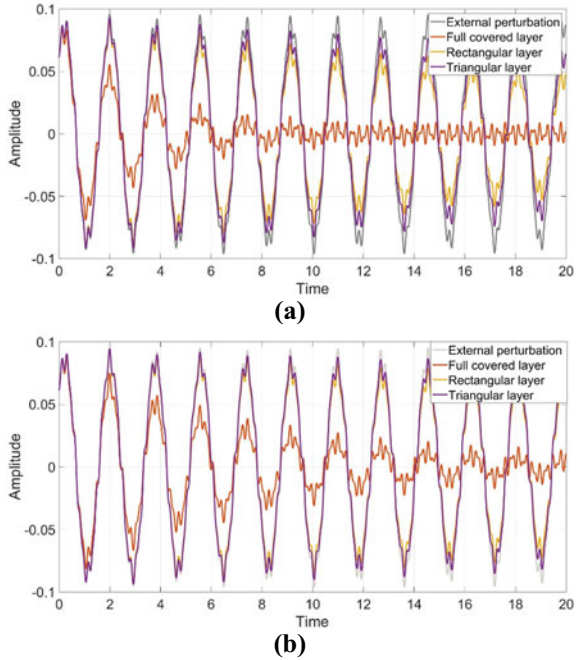 0.1
External perturbation
Full covered layer
Rectangular layer
Triangular layer
0.05
0
-0.05
-0.1
Amplitude
0 2 4 6 8 10 12 14 16 18 20
Time
(a)
0.1
External perturbation
Full covered layer
Rectangular layer
Triangular layer
0.05
0
-0.05
-0.1
Amplitude
0 2 4 6 8 10 12 14 16 18 20
Time
(b)